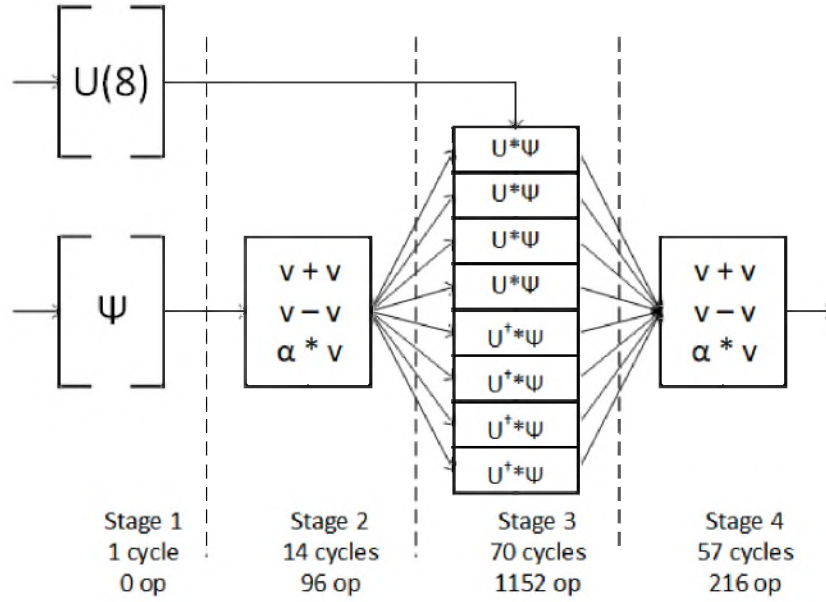 U(8)
Ψ
v + v
v – v
α * v
U*Ψ
U*Ψ
U*Ψ
U*Ψ
U†*Ψ
U†*Ψ
U†*Ψ
U†*Ψ
v + v
v – v
α * v
Stage 1
1 cycle
0 op
Stage 2
14 cycles
96 op
Stage 3
70 cycles
1152 op
Stage 4
57 cycles
216 op